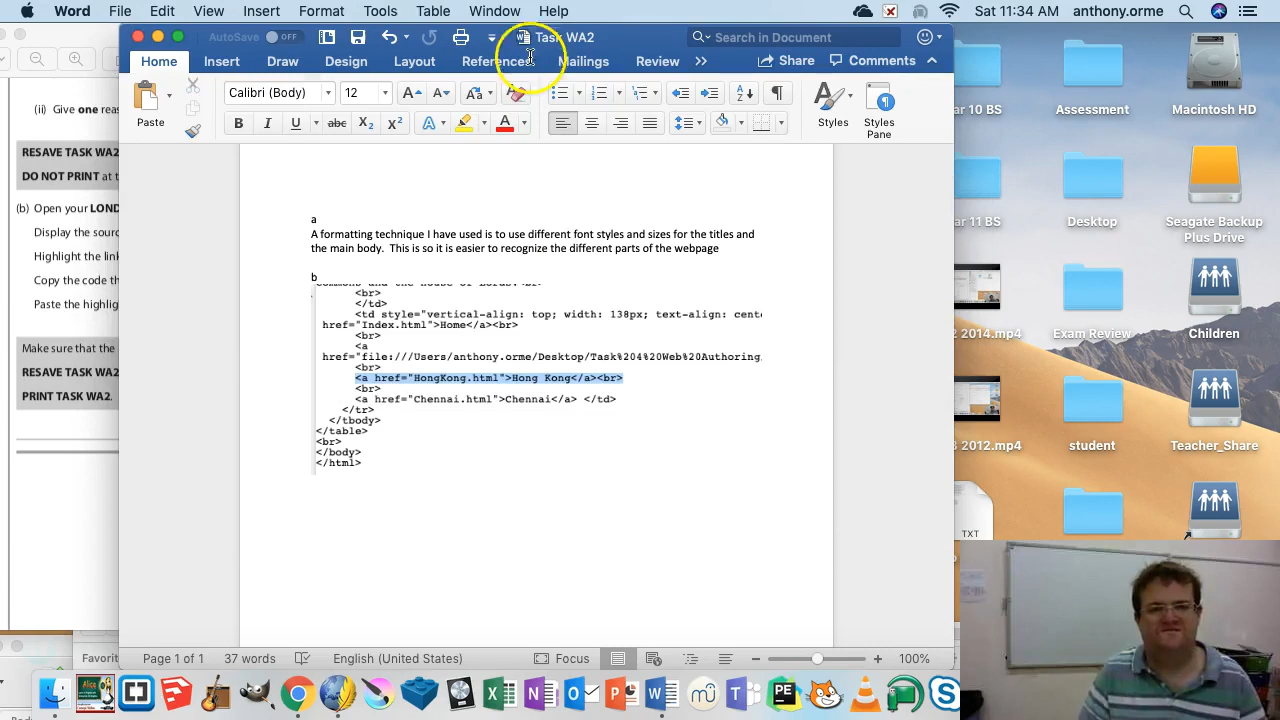 Word File Edit View Insert Format Tools Table Window Help
Sat 11:34 AM anthony.orme
AutoSave OFF
Task WA2
Search in Document
Home Insert Draw Design Layout References Mailings Review
Share Comments
Paste
Calibri (Body) 12
Styles
Styles
Pane
(ii) Give one
RESAVE TASK WA2
DO NOT PRINT at
(b) Open your LOND
Display the
Highlight the link
Copy the code
Paste the
Make sure that the
RESAVE TASK WA2
PRINT TASK WA2.
a
A formatting technique I have used is to use different font styles and sizes for the titles and
the main body. This is so it is easier to recognize the different parts of the webpage
b
<br>
</td>
<td style="vertical-align: top; width: 138px; text-align: cente
href="Index.html">Home</a><br>
<br>
<a
href="file:///Users/anthony.orme/Desktop/Task%204%20Web%20Authoring
<br>
<a href="HongKong.html">Hong Kong</a><br>
<br>
<a href="Chennai.html">Chennai</a> </td>
</tr>
</tbody>
</table>
<br>
</body>
</html>
Page 1 of 1 37 words English (United States) Focus 100%
Favorit
ar 10 BS
Assessment
Macintosh HD
ar 11 BS
Desktop
Seagate Backup
Plus Drive
2 2014.mp4
Exam Review
Children
3 2012.mp4
student
Teacher_Share
TXT